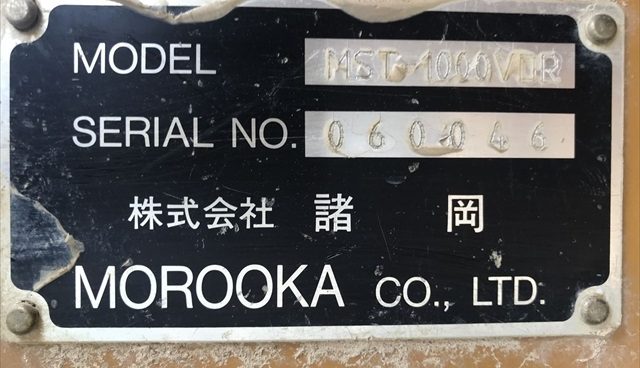 MODEL MST-1000VDR
SERIAL NO. 060046
株式会社 諸岡
MOROOKA CO., LTD.